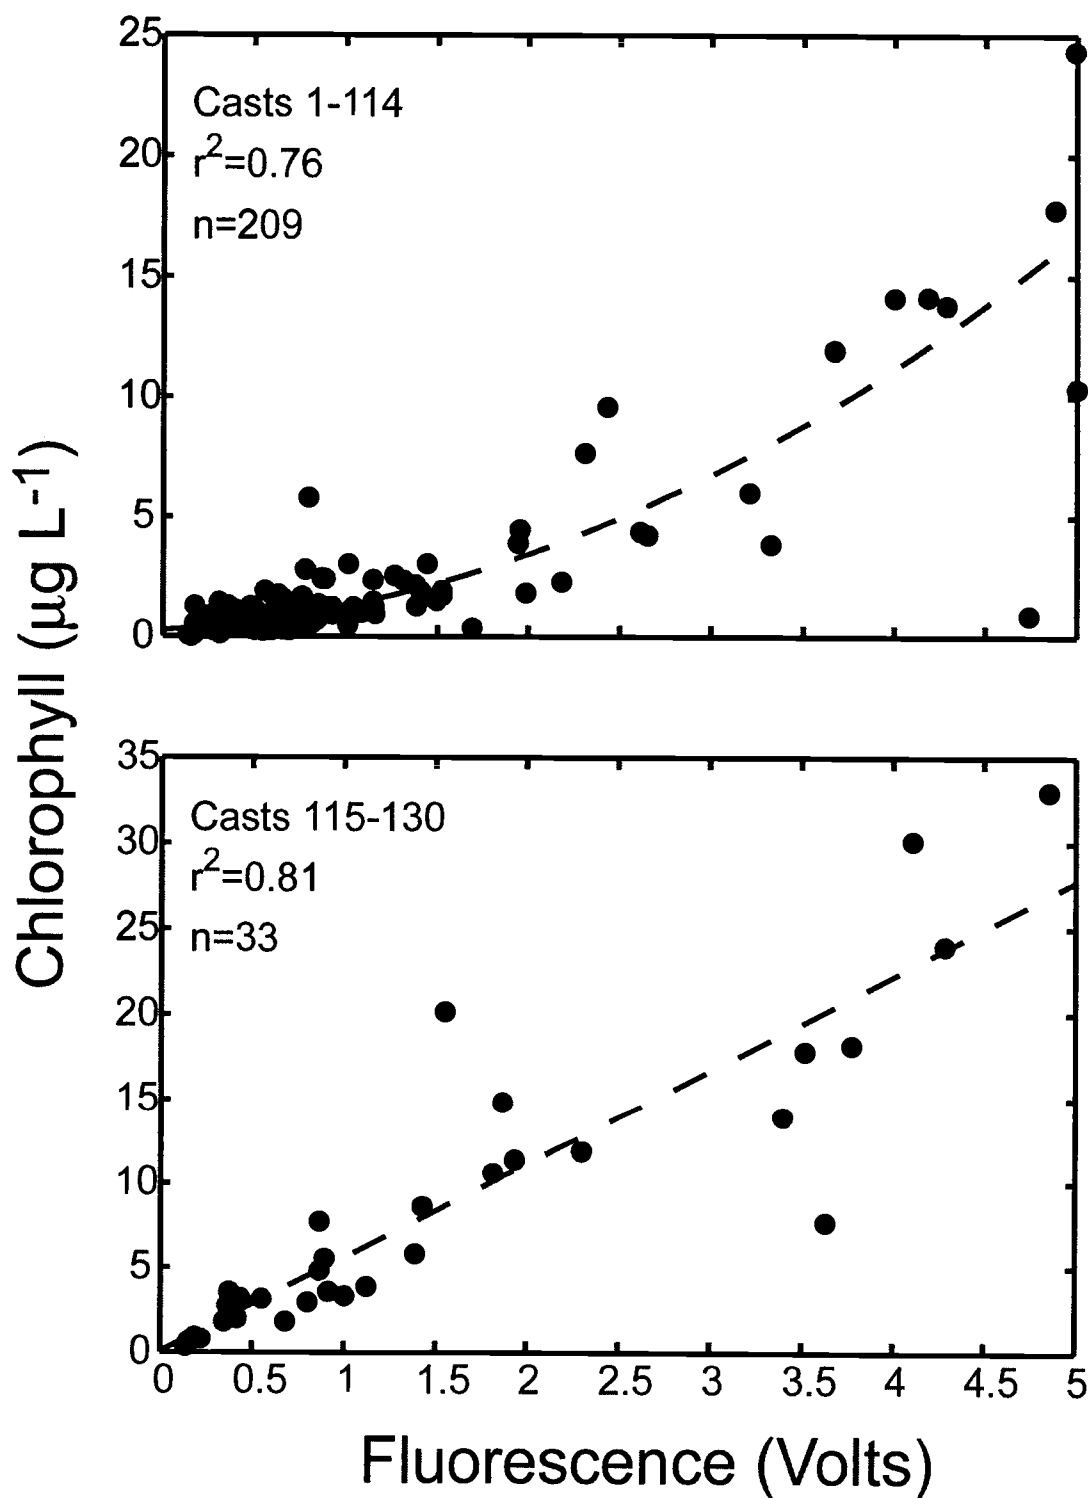 25
20
15
10
5
0
Casts 1-114
r²=0.76
n=209
Chlorophyll (µg L-1)
35
30
25
20
15
10
5
0
Casts 115-130
r²=0.81
n=33
0 0.5 1 1.5 2 2.5 3 3.5 4 4.5 5
Fluorescence (Volts)